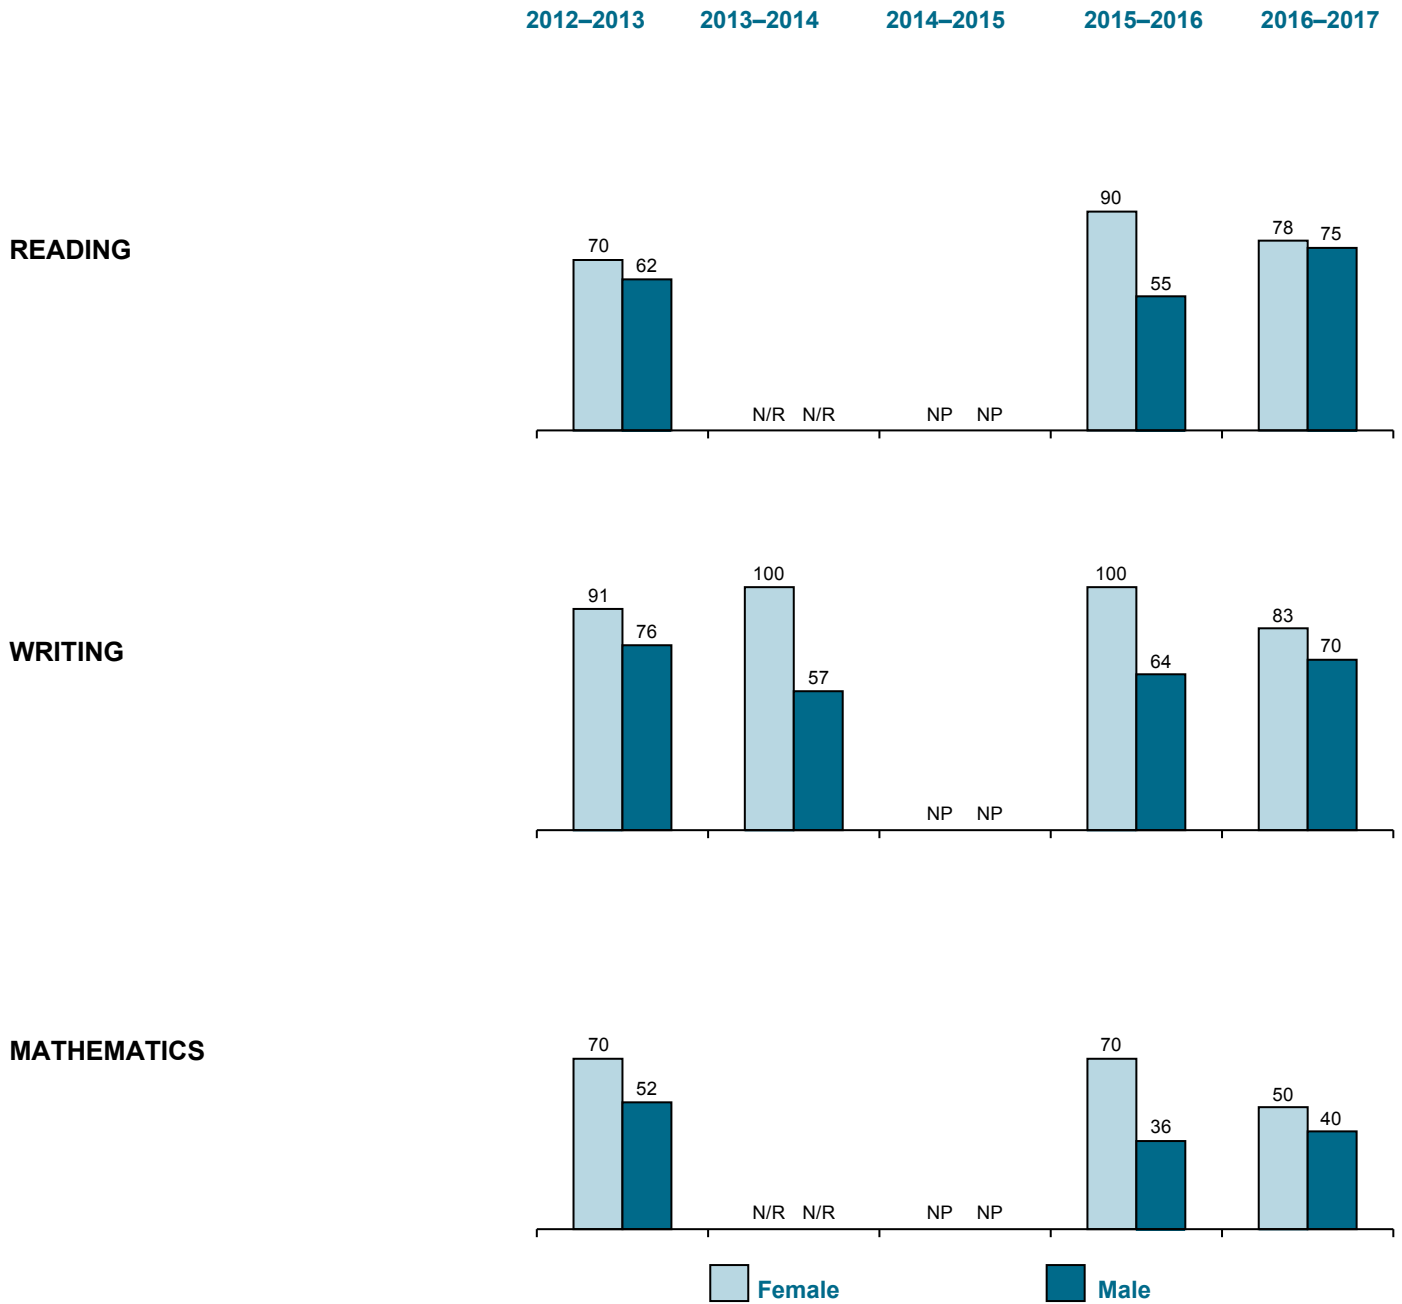 2012–2013 2013–2014 2014–2015 2015–2016 2016–2017
READING
70 62 N/R N/R NP NP 90 55 78 75
WRITING
91 76 100 57 NP NP 100 64 83 70
MATHEMATICS
70 52 N/R N/R NP NP 70 36 50 40
Female Male